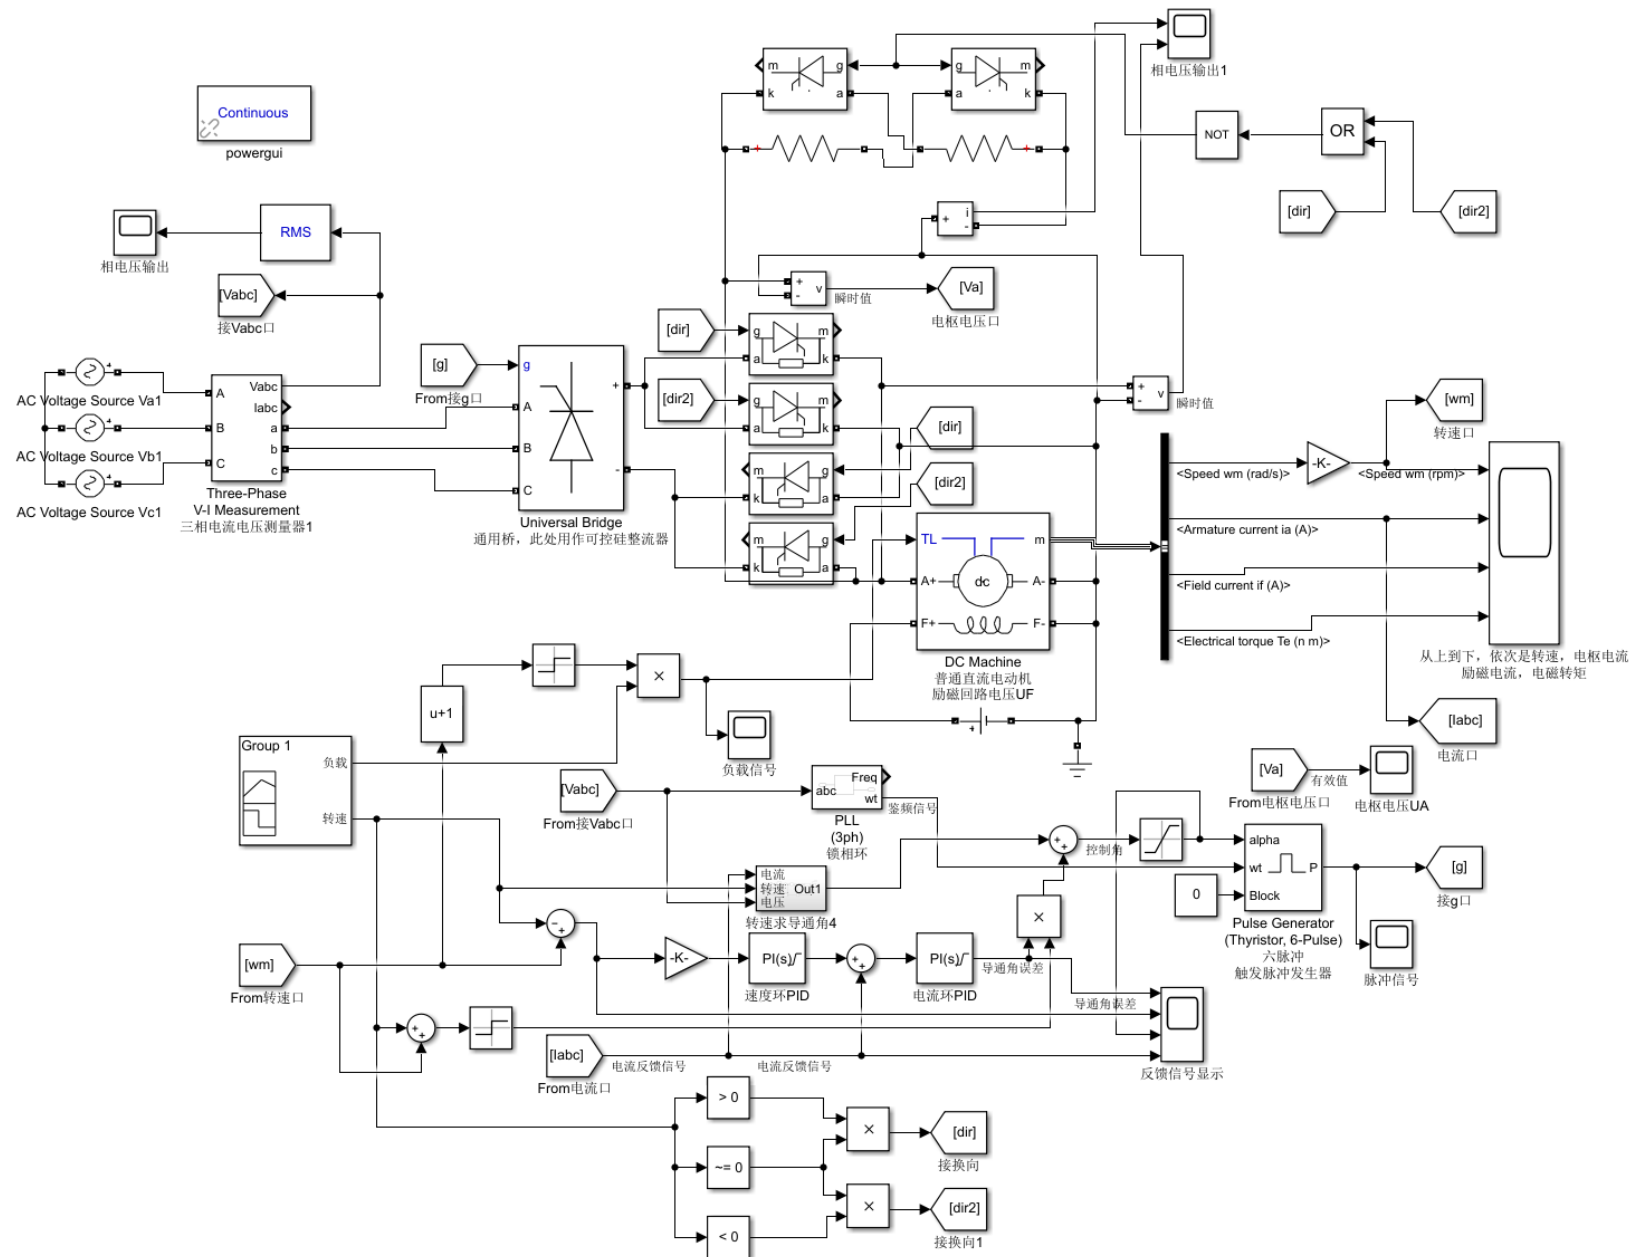 Continuous
powergui
RMS
相电压输出
[Vabc]
接Vabc口
AC Voltage Source Va1
AC Voltage Source Vb1
AC Voltage Source Vc1
A
B
C
Vabc
Iabc
a
b
c
Three-Phase
V-I Measurement
三相电流电压测量器1
[g]
From接g口
g
A
B
C
+
-
Universal Bridge
通用桥，此处用作可控硅整流器
m
g
k
a
g
m
a
k
+
+
+
i
-
+
-
v
瞬时值
[Va]
电枢电压口
相电压输出1
NOT
OR
[dir]
[dir2]
[dir]
g
m
a
k
[dir2]
g
m
a
k
[dir]
m
g
k
a
[dir2]
m
g
k
a
+
-
v
瞬时值
TL
m
A+
dc
A-
F+
F-
DC Machine
普通直流电动机
励磁回路电压UF
+
<Speed wm (rad/s)>
-K-
<Speed wm (rpm)>
[wm]
转速口
<Armature current ia (A)>
<Field current if (A)>
<Electrical torque Te (n m)>
从上到下，依次是转速，电枢电流
励磁电流，电磁转矩
[Iabc]
电流口
[Va]
From电枢电压口
有效值
电枢电压UA
u+1
×
负载信号
Group 1
负载
转速
[Vabc]
From接Vabc口
abc
Freq
wt
PLL
(3ph)
锁相环
鉴频信号
电流
转速
电压
Out1
转速求导通角4
+
+
控制角
alpha
wt
Block
P
0
Pulse Generator
(Thyristor, 6-Pulse)
六脉冲
触发脉冲发生器
[g]
接g口
脉冲信号
×
-
+
-K-
PI(s)
速度环PID
+
+
PI(s)
电流环PID
导通角误差
导通角误差
[wm]
From转速口
+
+
[Iabc]
From电流口
电流反馈信号
电流反馈信号
反馈信号显示
> 0
~= 0
< 0
×
×
[dir]
接换向
[dir2]
接换向1